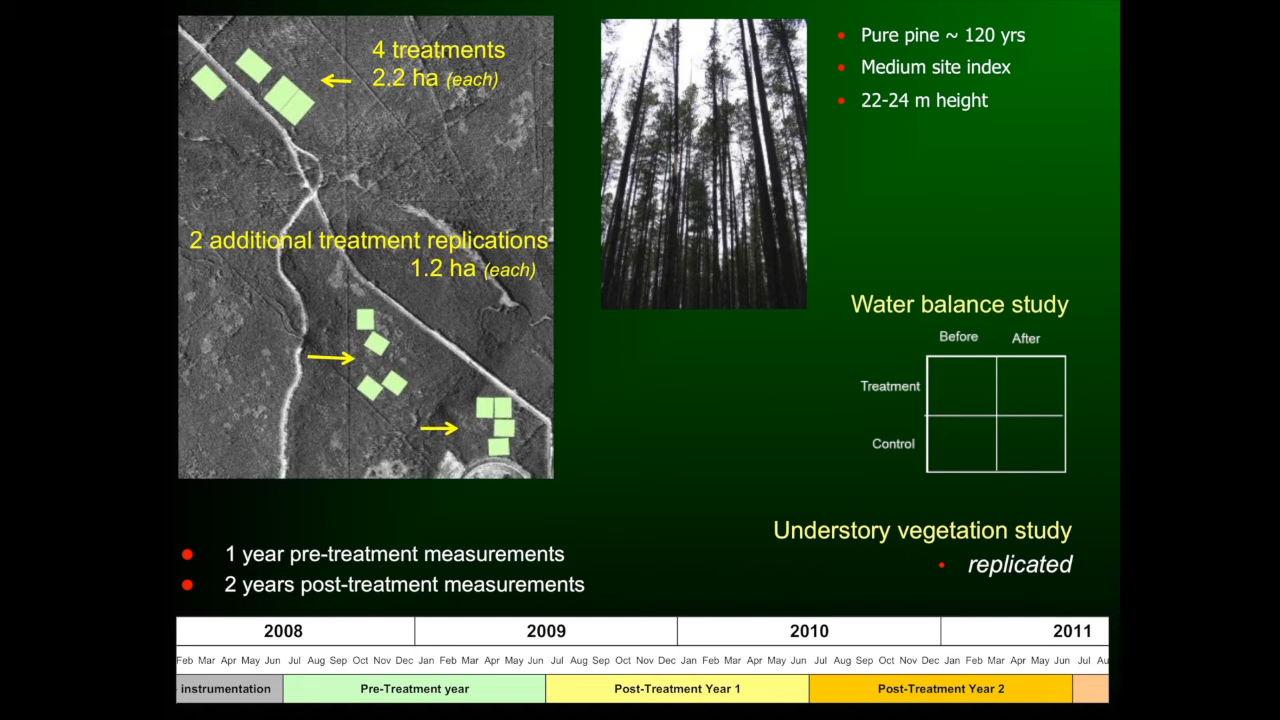 4 treatments
2.2 ha (each)
2 additional treatment replications
1.2 ha (each)
• Pure pine ~ 120 yrs
• Medium site index
• 22-24 m height
Water balance study
Before After
Treatment
Control
Understory vegetation study
• replicated
• 1 year pre-treatment measurements
• 2 years post-treatment measurements
2008 2009 2010 2011
Feb Mar Apr May Jun Jul Aug Sep Oct Nov Dec Jan Feb Mar Apr May Jun Jul Aug Sep Oct Nov Dec Jan Feb Mar Apr May Jun Jul Aug Sep Oct Nov Dec Jan Feb Mar Apr May Jun Jul Au
instrumentation Pre-Treatment year Post-Treatment Year 1 Post-Treatment Year 2